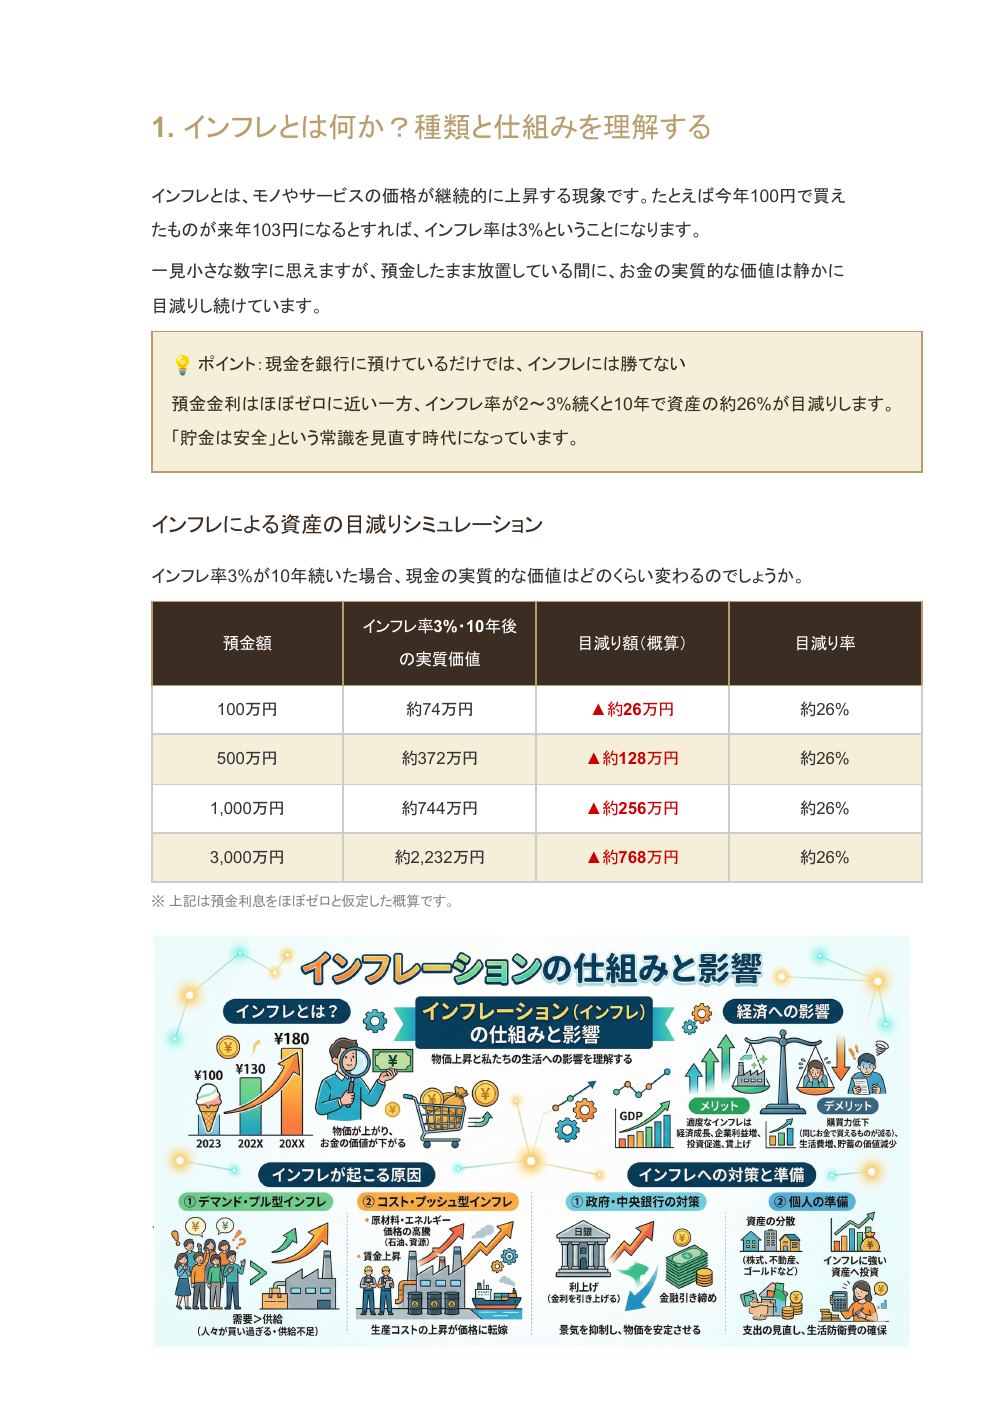 1. インフレとは何か？種類と仕組みを理解する
インフレとは、モノやサービスの価格が継続的に上昇する現象です。たとえば今年100円で買え
たものが来年103円になるとすれば、インフレ率は3%ということになります。
一見小さな数字に思えますが、預金したまま放置している間に、お金の実質的な価値は静かに
目減りし続けています。
💡 ポイント：現金を銀行に預けているだけでは、インフレには勝てない
預金金利はほぼゼロに近い一方、インフレ率が2〜3%続くと10年で資産の約26%が目減りします。
「貯金は安全」という常識を見直す時代になっています。
インフレによる資産の目減りシミュレーション
インフレ率3%が10年続いた場合、現金の実質的な価値はどのくらい変わるのでしょうか。
預金額 インフレ率3%・10年後の実質価値 目減り額（概算） 目減り率
100万円 約74万円 ▲約26万円 約26%
500万円 約372万円 ▲約128万円 約26%
1,000万円 約744万円 ▲約256万円 約26%
3,000万円 約2,232万円 ▲約768万円 約26%
※ 上記は預金利息をほぼゼロと仮定した概算です。
インフレーションの仕組みと影響
インフレとは？
¥100 ¥130 ¥180
2023 202X 20XX
¥
¥
物価が上がり、
お金の価値が下がる
インフレーション（インフレ）
の仕組みと影響
物価上昇と私たちの生活への影響を理解する
¥
¥
¥
GDP
経済への影響
メリット
適度なインフレは
経済成長、企業利益増、
投資促進、賃上げ
デメリット
購買力低下
（同じお金で買えるものが減る）、
生活費増、貯蓄の価値減少
インフレが起こる原因
① デマンド・プル型インフレ
¥ ¥ !?
需要＞供給
（人々が買い過ぎる・供給不足）
② コスト・プッシュ型インフレ
・原材料・エネルギー
価格の高騰
（石油、資源）
・賃金上昇
生産コストの上昇が価格に転嫁
インフレへの対策と準備
① 政府・中央銀行の対策
日銀
利上げ
（金利を引き上げる）
¥
金融引き締め
景気を抑制し、物価を安定させる
② 個人の準備
資産の分散
（株式、不動産、
ゴールドなど）
¥
インフレに強い
資産へ投資
支出の見直し、生活防衛費の確保